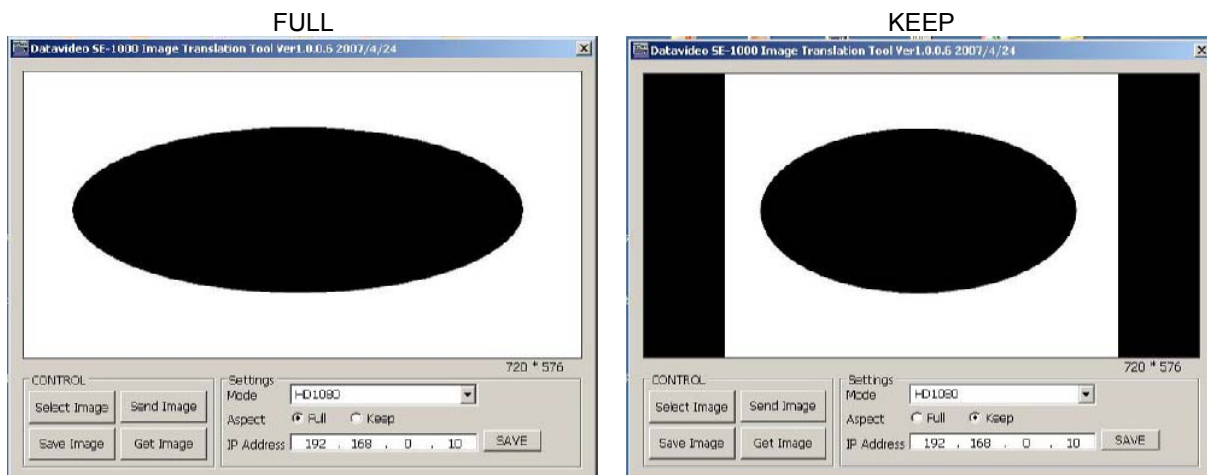 FULL
Datavideo SE-1000 Image Translation Tool Ver1.0.0.6 2007/4/24
720 * 576
CONTROL
Select Image
Send Image
Save Image
Get Image
Settings
Mode HD1080
Aspect Full Keep
IP Address 192 . 168 . 0 . 10 SAVE
KEEP
Datavideo SE-1000 Image Translation Tool Ver1.0.0.6 2007/4/24
720 * 576
CONTROL
Select Image
Send Image
Save Image
Get Image
Settings
Mode HD1080
Aspect Full Keep
IP Address 192 . 168 . 0 . 10 SAVE